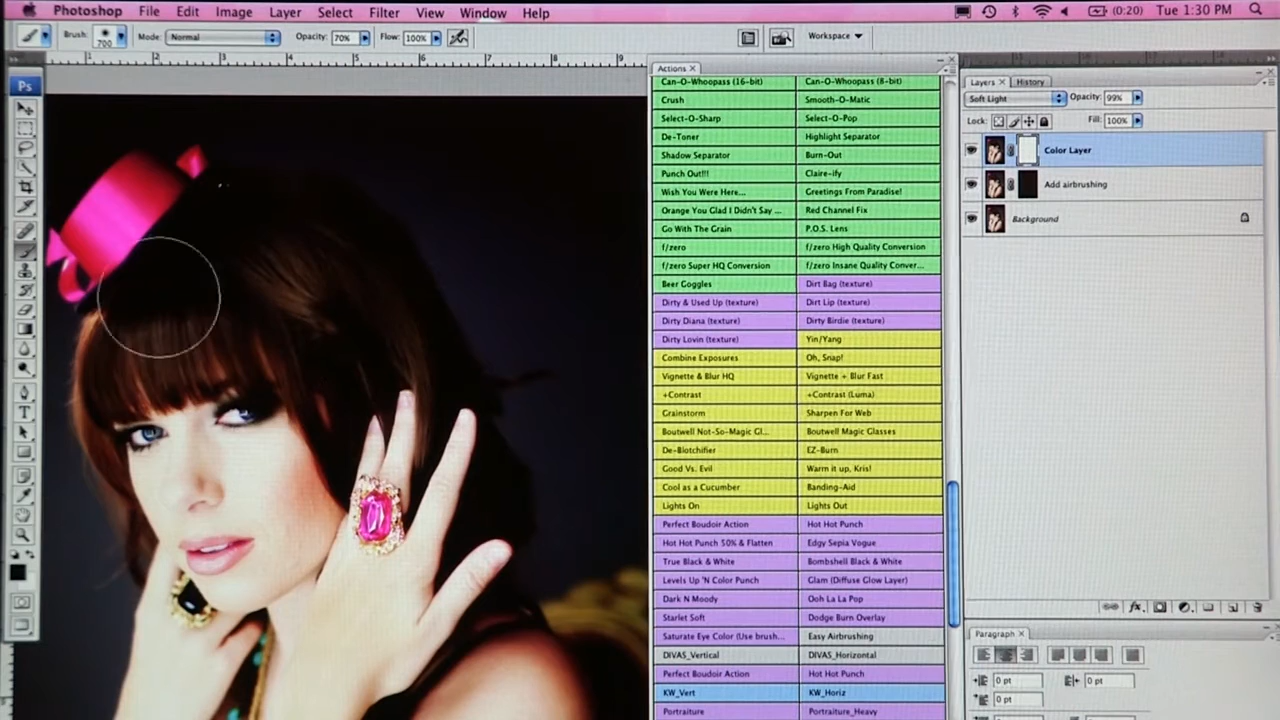 Photoshop File Edit Image Layer Select Filter View Window Help (0:20) Tue 1:30 PM
Brush: 700 Mode: Normal Opacity: 70% Flow: 100% Workspace
1 2 3 4 5 6 7 8 9
Ps
Actions
Can-O-Whoopass (16-bit) Can-O-Whoopass (8-bit)
Crush Smooth-O-Matic
Select-O-Sharp Select-O-Pop
De-Toner Highlight Separator
Shadow Separator Burn-Out
Punch Out!!! Claire-ify
Wish You Were Here... Greetings From Paradise!
Orange You Glad I Didn't Say ... Red Channel Fix
Go With The Grain P.O.S. Lens
f/zero f/zero High Quality Conversion
f/zero Super HQ Conversion f/zero Insane Quality Conver...
Beer Goggles Dirt Bag (texture)
Dirty & Used Up (texture) Dirt Lip (texture)
Dirty Diana (texture) Dirty Birdie (texture)
Dirty Lovin (texture) Yin/Yang
Combine Exposures Oh, Snap!
Vignette & Blur HQ Vignette + Blur Fast
+Contrast +Contrast (Luma)
Grainstorm Sharpen For Web
Boutwell Not-So-Magic Gl... Boutwell Magic Glasses
De-Blotchifier EZ-Burn
Good Vs. Evil Warm it up, Kris!
Cool as a Cucumber Banding-Aid
Lights On Lights Out
Perfect Boudoir Action Hot Hot Punch
Hot Hot Punch 50% & Flatten Edgy Sepia Vogue
True Black & White Bombshell Black & White
Levels Up 'N Color Punch Glam (Diffuse Glow Layer)
Dark N Moody Ooh La La Pop
Starlet Soft Dodge Burn Overlay
Saturate Eye Color (Use brush... Easy Airbrushing
DIVAS_Vertical DIVAS_Horizontal
Perfect Boudoir Action Hot Hot Punch
KW_Vert KW_Horiz
Portraiture Portraiture_Heavy
Layers History
Soft Light Opacity: 99%
Lock: Fill: 100%
Color Layer
Add airbrushing
Background
Paragraph
0 pt 0 pt
0 pt